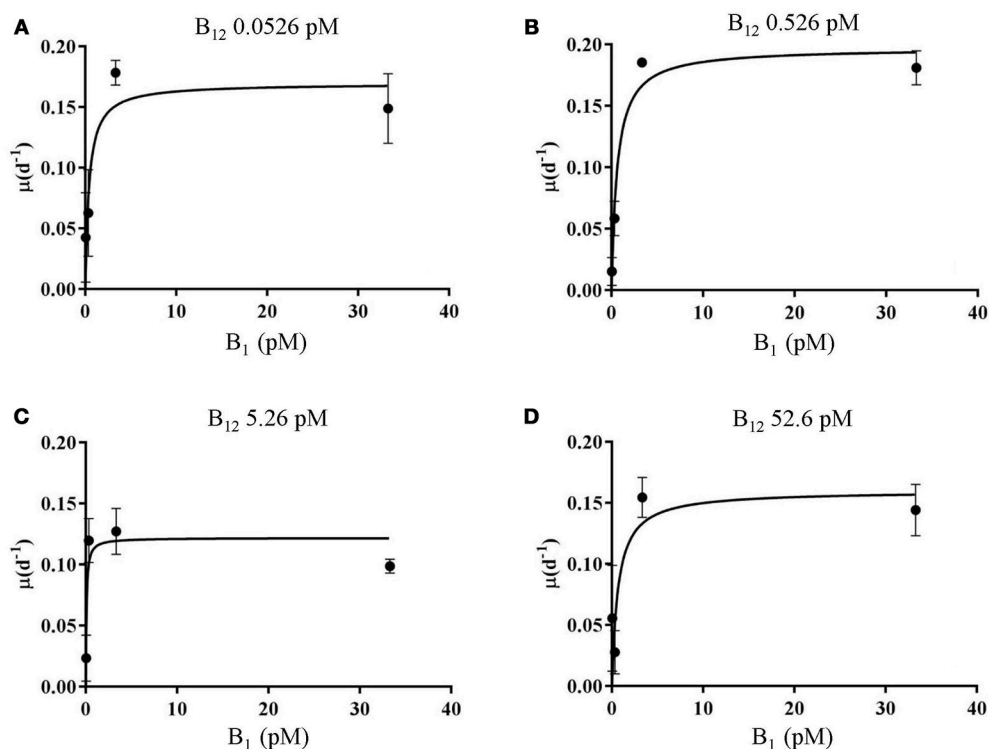 A
B₁₂ 0.0526 pM
0.20
0.15
0.10
0.05
0.00
μ(d⁻¹)
0 10 20 30 40
B₁ (pM)
B
B₁₂ 0.526 pM
0.20
0.15
0.10
0.05
0.00
μ(d⁻¹)
0 10 20 30 40
B₁ (pM)
C
B₁₂ 5.26 pM
0.20
0.15
0.10
0.05
0.00
μ(d⁻¹)
0 10 20 30 40
B₁ (pM)
D
B₁₂ 52.6 pM
0.20
0.15
0.10
0.05
0.00
μ(d⁻¹)
0 10 20 30 40
B₁ (pM)